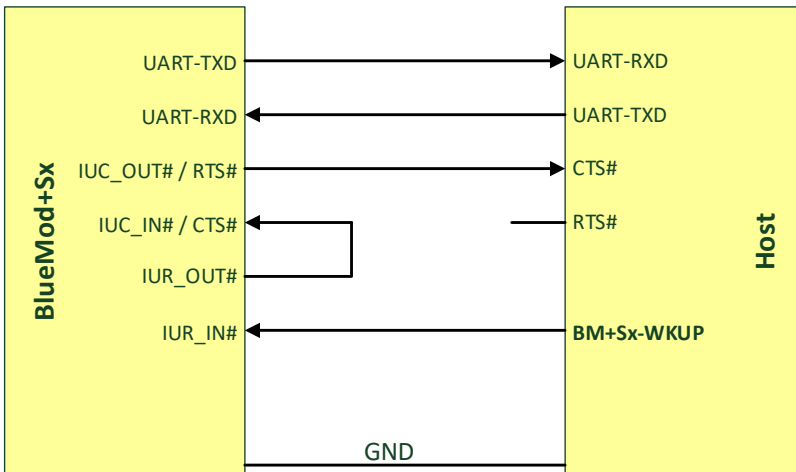 BlueMod+Sx
UART-TXD
UART-RXD
UART-RXD
UART-TXD
IUC_OUT# / RTS#
CTS#
IUC_IN# / CTS#
RTS#
IUR_OUT#
IUR_IN#
BM+Sx-WKUP
Host
GND